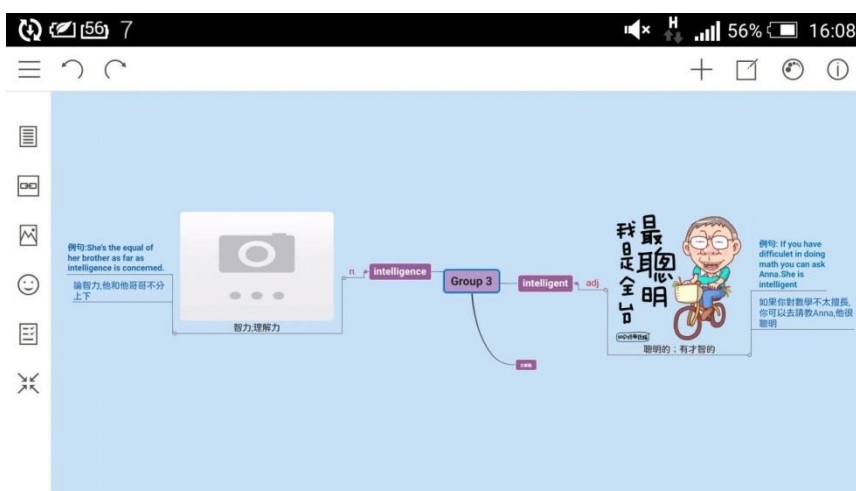 [56] 7
H
56%
16:08
例句:She's the equal of
her brother as far as
intelligence is concerned.
論智力,他和他哥哥不分
上下
智力,理解力
n.
intelligence
Group 3
intelligent
adj
我是全台
最聰明
聰明的；有才智的
例句: If you have
difficulet in doing
math you can ask
Anna.She is
intelligent
如果你對數學不太擅長,
你可以去請教Anna,他很
聰明